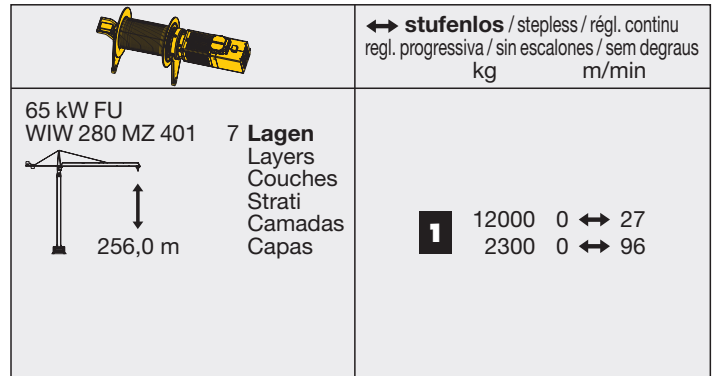 ↔ stufenlos / stepless / régl. continu
regl. progressiva / sin escalones / sem degraus
kg m/min
65 kW FU
WIW 280 MZ 401 7 Lagen
Layers
Couches
Strati
Camadas
256,0 m Capas
1 12000 0 ↔ 27
2300 0 ↔ 96